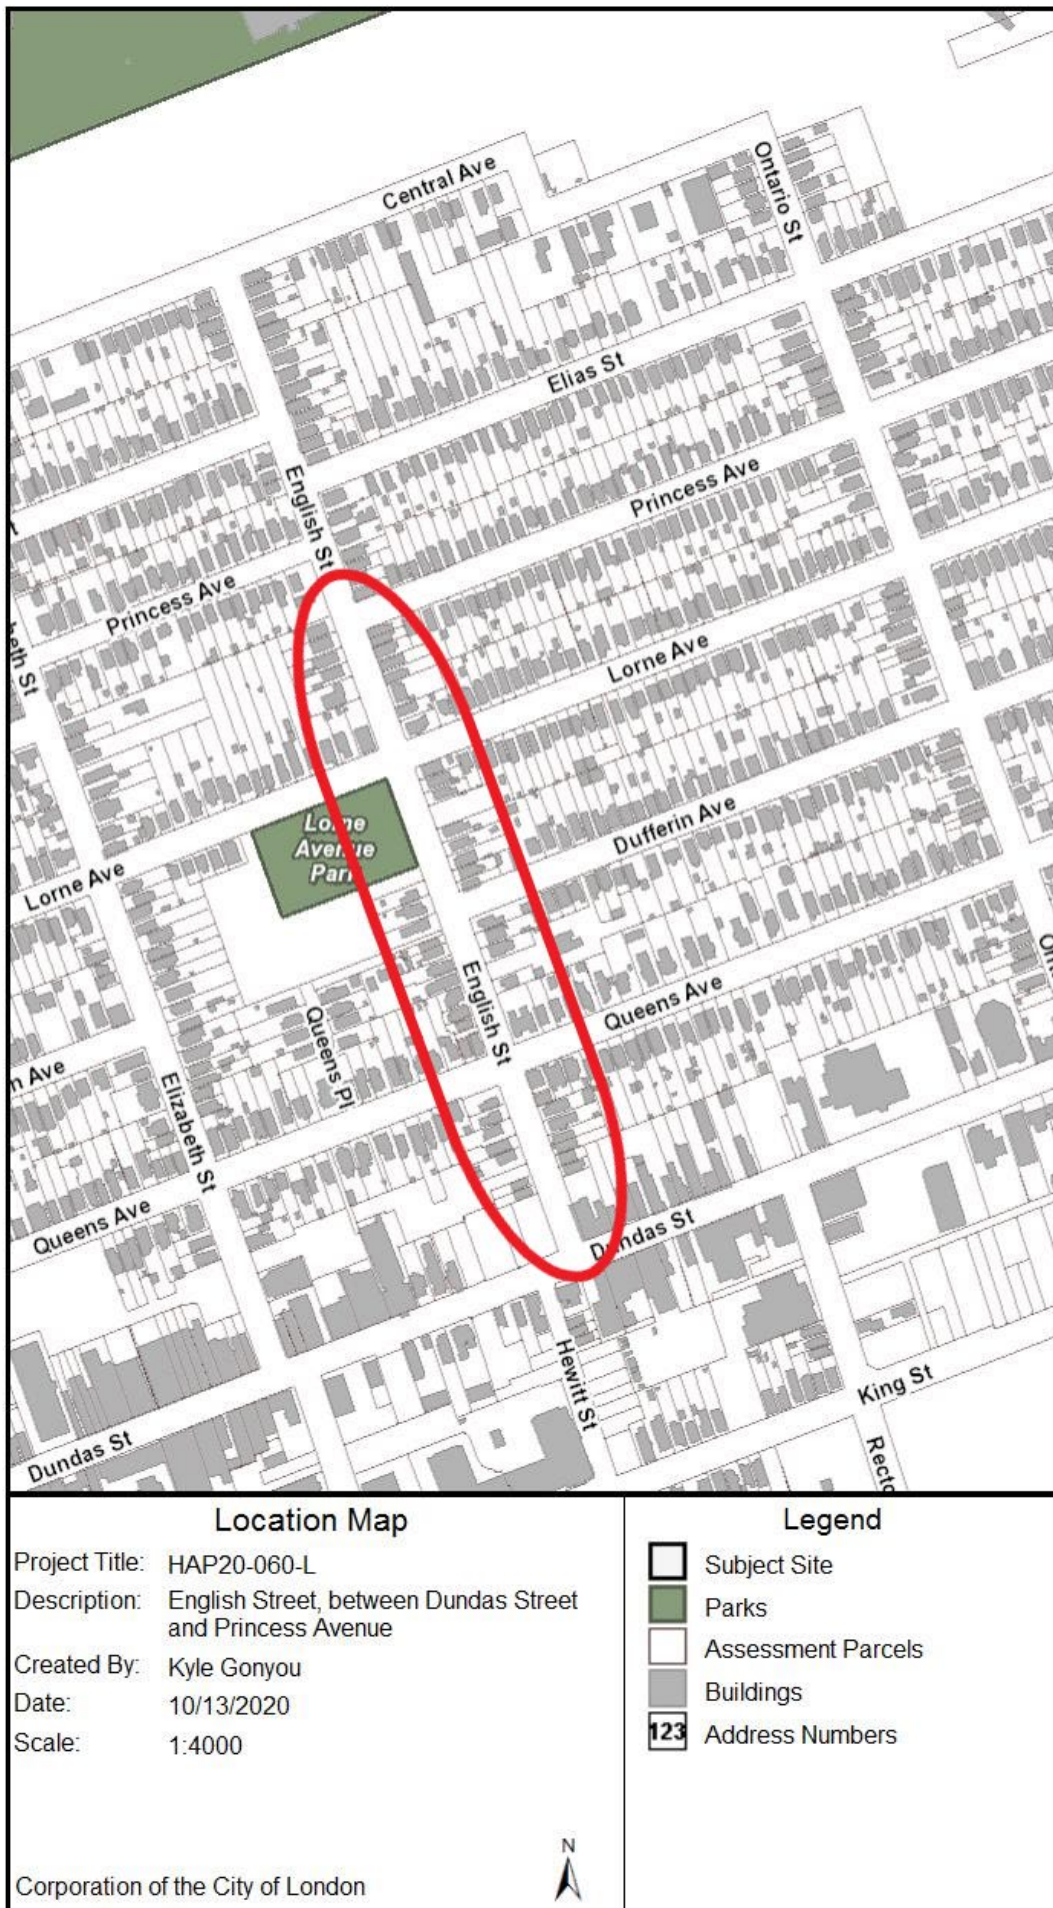 Central Ave
Ontario St
Elias St
English St
Princess Ave
Princess Ave
Lorne Ave
Lorne
Avenue
Park
Dufferin Ave
Lorne Ave
English St
Queens Ave
Queens Pl
Elizabeth St
Queens Ave
Dundas St
Hewitt St
King St
Dundas St
Location Map
Project Title: HAP20-060-L
Description: English Street, between Dundas Street
and Princess Avenue
Created By: Kyle Gonyou
Date: 10/13/2020
Scale: 1:4000
N
Corporation of the City of London
Legend
Subject Site
Parks
Assessment Parcels
Buildings
123 Address Numbers